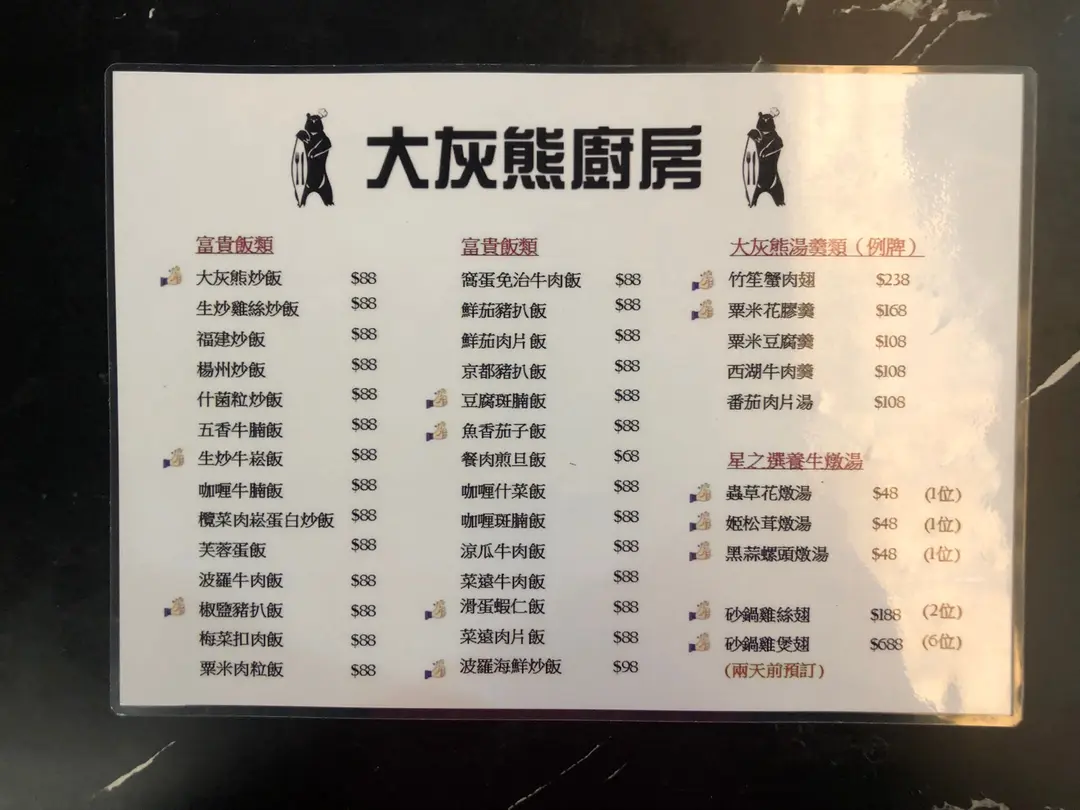 大灰熊廚房
富貴飯類
大灰熊炒飯 $88
生炒雞絲炒飯 $88
福建炒飯 $88
楊州炒飯 $88
什菌粒炒飯 $88
五香牛腩飯 $88
生炒牛崧飯 $88
咖喱牛腩飯 $88
欖菜肉崧蛋白炒飯 $88
芙蓉蛋飯 $88
波羅牛肉飯 $88
椒鹽豬扒飯 $88
梅菜扣肉飯 $88
粟米肉粒飯 $88
富貴飯類
窩蛋免治牛肉飯 $88
鮮茄豬扒飯 $88
鮮茄肉片飯 $88
京都豬扒飯 $88
豆腐斑腩飯 $88
魚香茄子飯 $88
餐肉煎旦飯 $68
咖喱什菜飯 $88
咖喱斑腩飯 $88
涼瓜牛肉飯 $88
菜遠牛肉飯 $88
滑蛋蝦仁飯 $88
菜遠肉片飯 $88
波羅海鮮炒飯 $98
大灰熊湯羹類（例牌）
竹笙蟹肉翅 $238
粟米花膠羹 $168
粟米豆腐羹 $108
西湖牛肉羹 $108
番茄肉片湯 $108
星之選養生燉湯
蟲草花燉湯 $48 (1位)
姬松茸燉湯 $48 (1位)
黑蒜螺頭燉湯 $48 (1位)
砂鍋雞絲翅 $188 (2位)
砂鍋雞煲翅 $688 (6位)
(兩天前預訂)